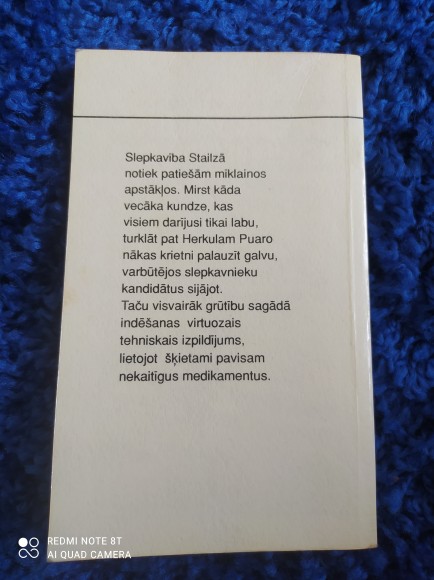 Slepkavība Stailzā
notiek patiešām miklainos
apstākļos. Mirst kāda
vecāka kundze, kas
visiem darījusi tikai labu,
turklāt pat Herkulam Puaro
nākas krietni palauzīt galvu,
varbūtējos slepkavnieku
kandidātus sijājot.
Taču visvairāk grūtību sagādā
indēšanas virtuozais
tehniskais izpildījums,
lietojot šķietami pavisam
nekaitīgus medikamentus.
REDMI NOTE 8T
AI QUAD CAMERA